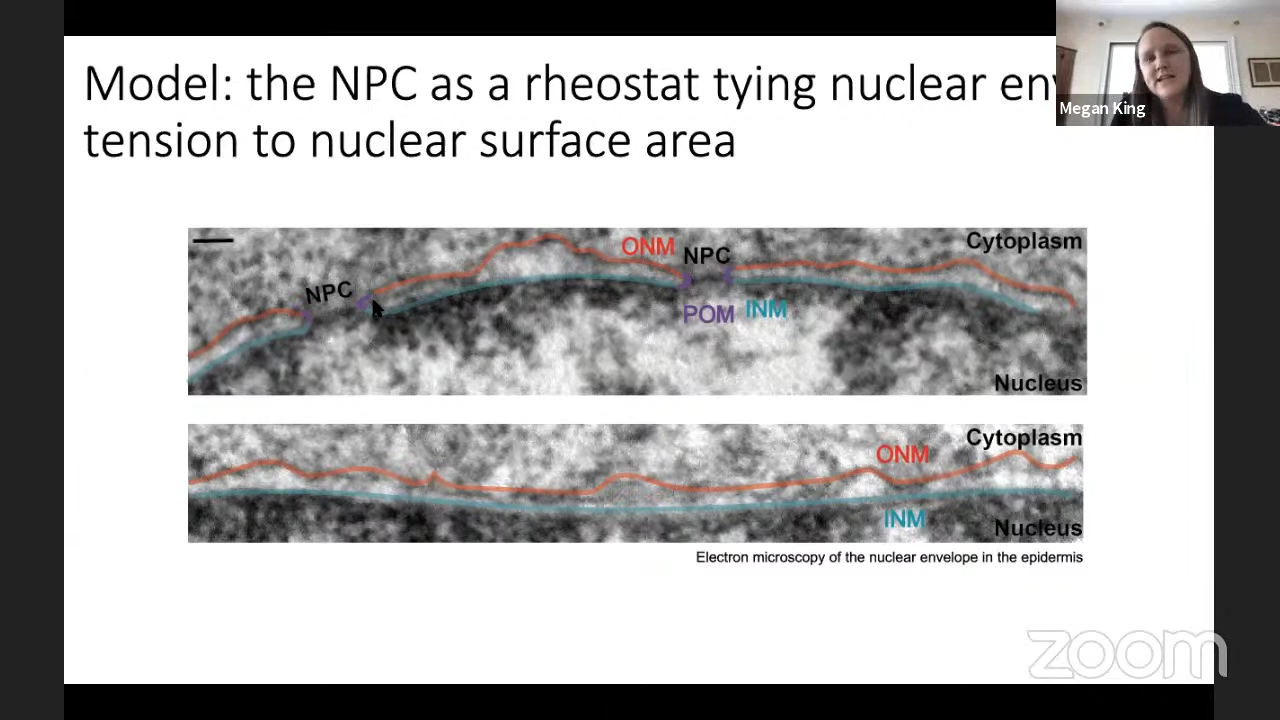 Model: the NPC as a rheostat tying nuclear env
tension to nuclear surface area
Megan King
Cytoplasm
ONM
NPC
NPC
POM
INM
Nucleus
Cytoplasm
ONM
INM
Nucleus
Electron microscopy of the nuclear envelope in the epidermis
zoom